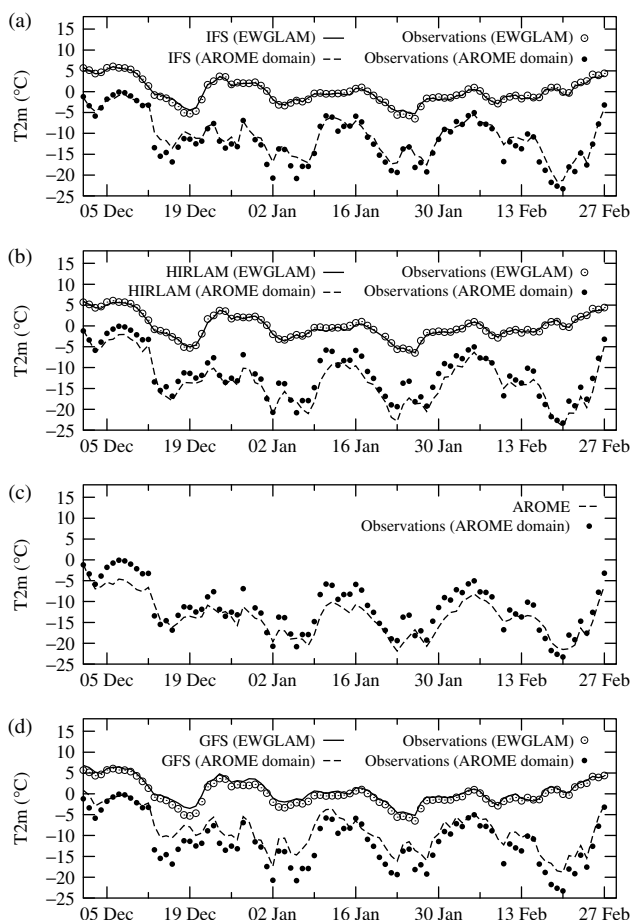 (a)
IFS (EWGLAM)
Observations (EWGLAM)
IFS (AROME domain)
Observations (AROME domain)
T2m (°C)
15
10
5
0
−5
−10
−15
−20
−25
05 Dec 19 Dec 02 Jan 16 Jan 30 Jan 13 Feb 27 Feb
(b)
HIRLAM (EWGLAM)
Observations (EWGLAM)
HIRLAM (AROME domain)
Observations (AROME domain)
T2m (°C)
15
10
5
0
−5
−10
−15
−20
−25
05 Dec 19 Dec 02 Jan 16 Jan 30 Jan 13 Feb 27 Feb
(c)
AROME
Observations (AROME domain)
T2m (°C)
15
10
5
0
−5
−10
−15
−20
−25
05 Dec 19 Dec 02 Jan 16 Jan 30 Jan 13 Feb 27 Feb
(d)
GFS (EWGLAM)
Observations (EWGLAM)
GFS (AROME domain)
Observations (AROME domain)
T2m (°C)
15
10
5
0
−5
−10
−15
−20
−25
05 Dec 19 Dec 02 Jan 16 Jan 30 Jan 13 Feb 27 Feb